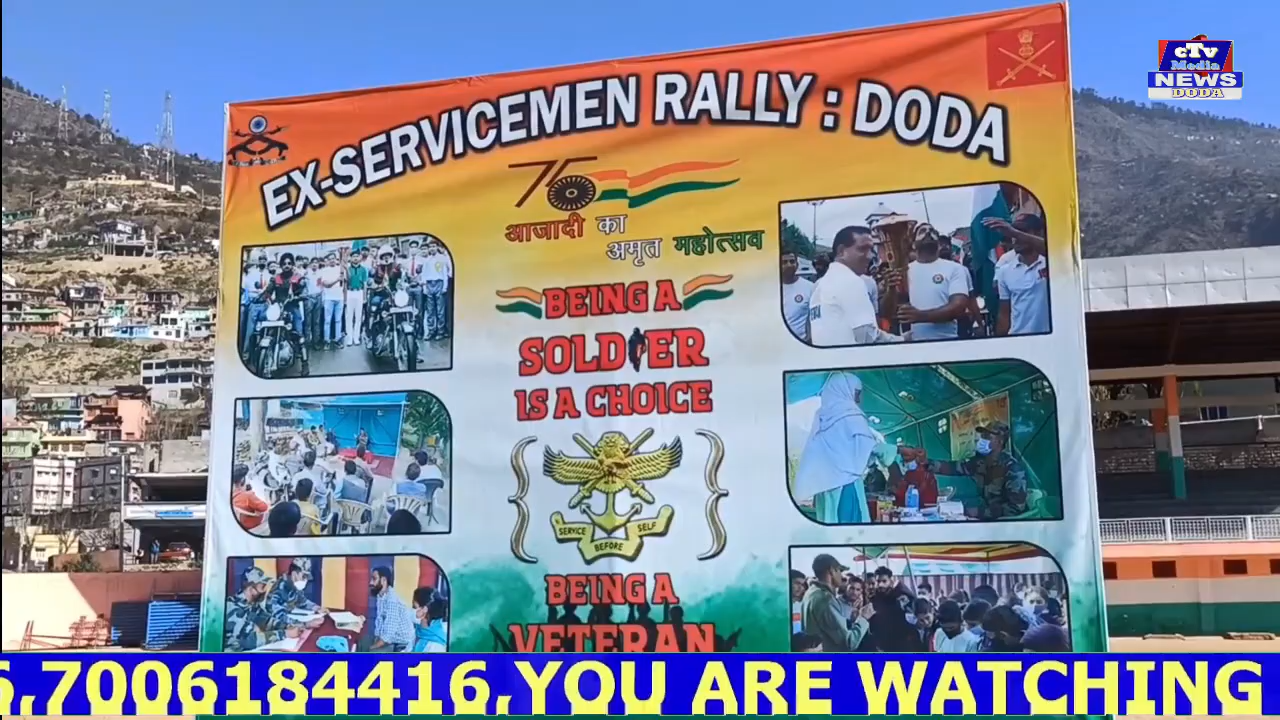 cTv
Media
NEWS
DODA
EX-SERVICEMEN RALLY : DODA
75
आजादी का
अमृत महोत्सव
BEING A
SOLDIER
IS A CHOICE
SERVICE BEFORE SELF
BEING A
VETERAN
6,7006184416,YOU ARE WATCHING